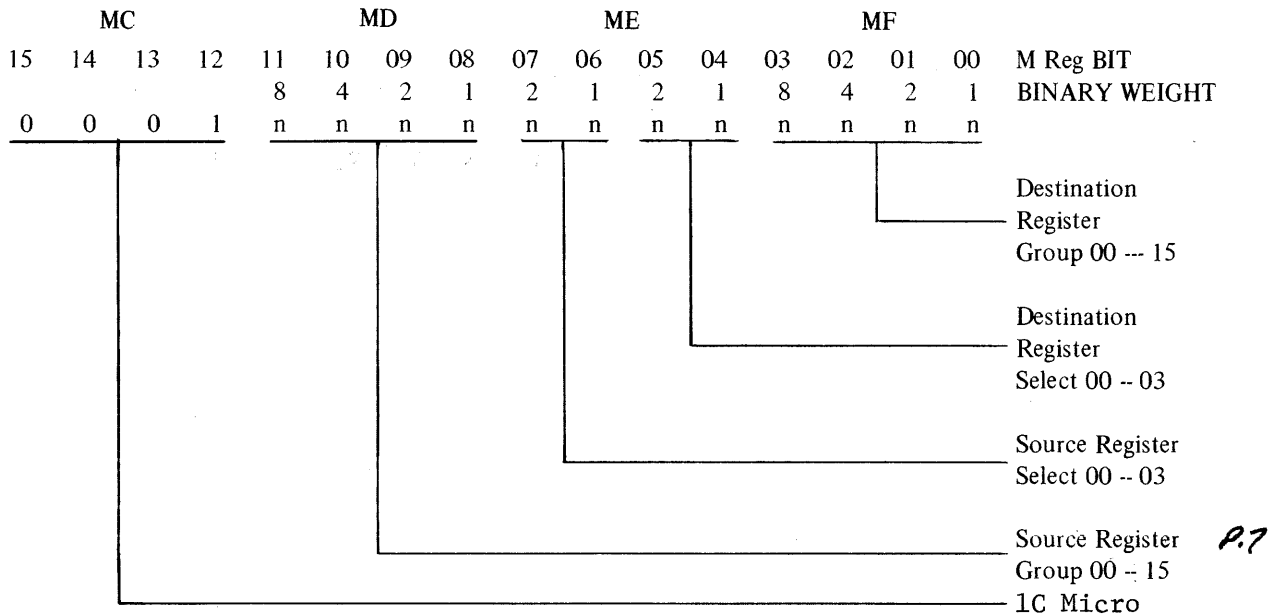 MC MD ME MF
15 14 13 12 11 10 09 08 07 06 05 04 03 02 01 00 M Reg BIT
8 4 2 1 2 1 2 1 8 4 2 1 BINARY WEIGHT
0 0 0 1 n n n n n n n n n n n n
Destination
Register
Group 00 --- 15
Destination
Register
Select 00 -- 03
Source Register
Select 00 -- 03
Source Register P.7
Group 00 -- 15
1C Micro